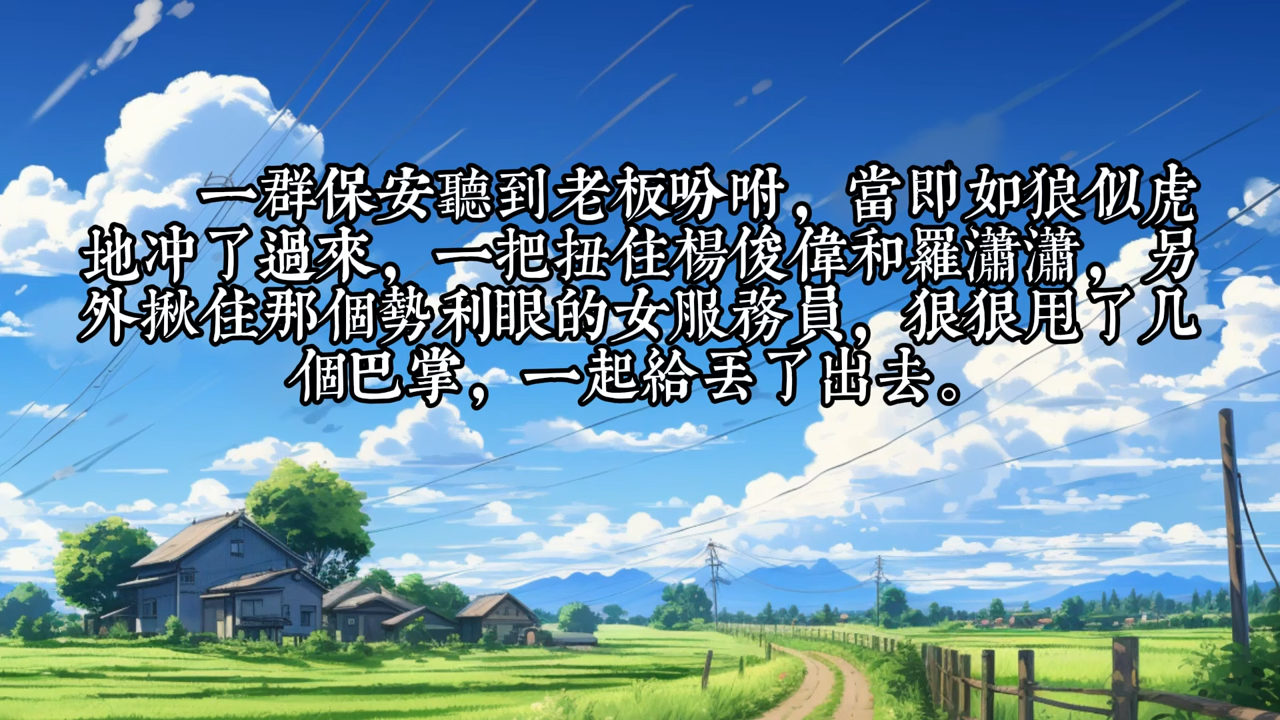 一群保安聽到老板吩咐，當即如狼似虎
地冲了過來，一把扭住楊俊偉和羅瀟瀟，另
外揪住那個勢利眼的女服務員，狠狠甩了几
個巴掌，一起給丟了出去。